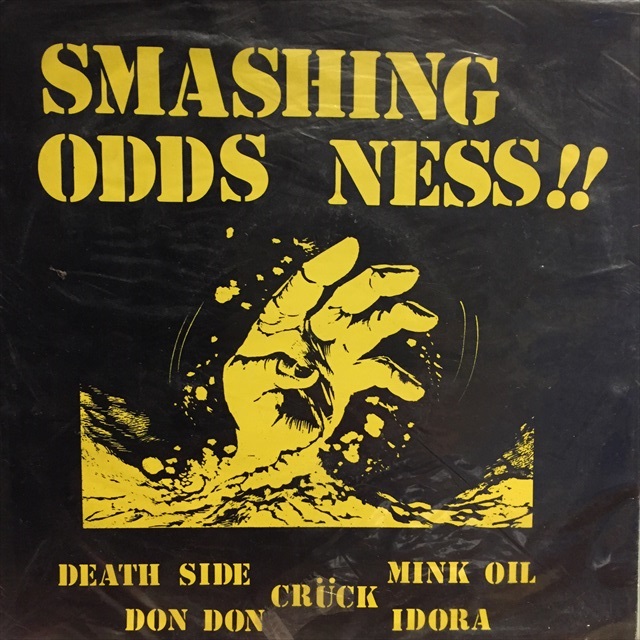 SMASHING
ODDS NESS!!
DEATH SIDE
CRÜCK
MINK OIL
DON DON
IDORA